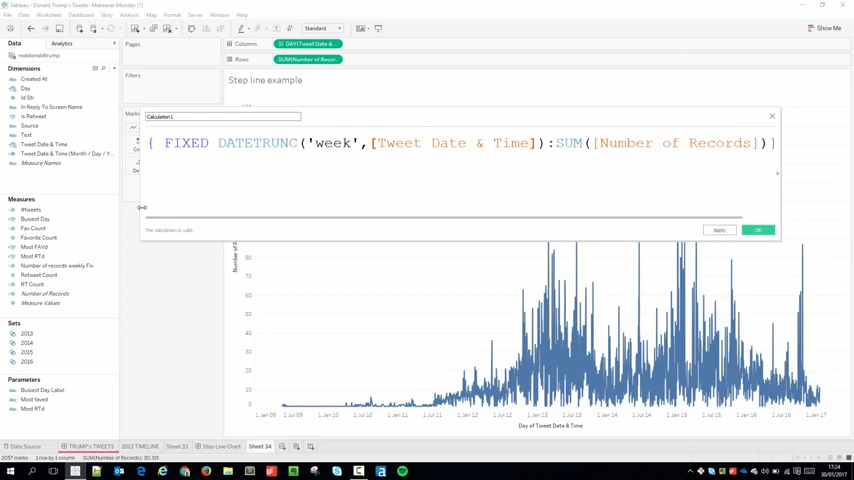 Tableau - Donald Trump's Tweets - Makeover Monday (1)
File Data Worksheet Dashboard Story Analysis Map Format Server Window Help
Standard
Show Me
Data
Analytics
Pages
Columns
DAY(Tweet Date &..
Rows
SUM(Number of Recor..
realdonaldtrump
Dimensions
Filters
Step line example
Created At
Day
Id Str
In Reply To Screen Name
Is Retweet
Source
Text
Tweet Date & Time
Tweet Date & Time (Month / Day / Y...
Measure Names
Marks
Calculation1
{ FIXED DATETRUNC('week',[Tweet Date & Time]):SUM([Number of Records])}
The calculation is valid.
Apply
OK
Measures
#tweets
Busiest Day
Fav Count
Favorite Count
Most FAVd
Most RTd
Number of records weekly Fix
Retweet Count
RT Count
Number of Records
Measure Values
Sets
2013
2014
2015
2016
Parameters
Busiest Day Label
Most faved
Most RTd
80
70
60
50
40
30
20
10
0
1 Jan 09 1 Jul 09 1 Jan 10 1 Jul 10 1 Jan 11 1 Jul 11 1 Jan 12 1 Jul 12 1 Jan 13 1 Jul 13 1 Jan 14 1 Jul 14 1 Jan 15 1 Jul 15 1 Jan 16 1 Jul 16 1 Jan 17
Day of Tweet Date & Time
Data Source
TRUMP's TWEETS
2013 TIMELINE
Sheet 33
Step Line Chart
Sheet 34
2057 marks 1 row by 1 column SUM(Number of Records): 30,315
17:24
30/01/2017